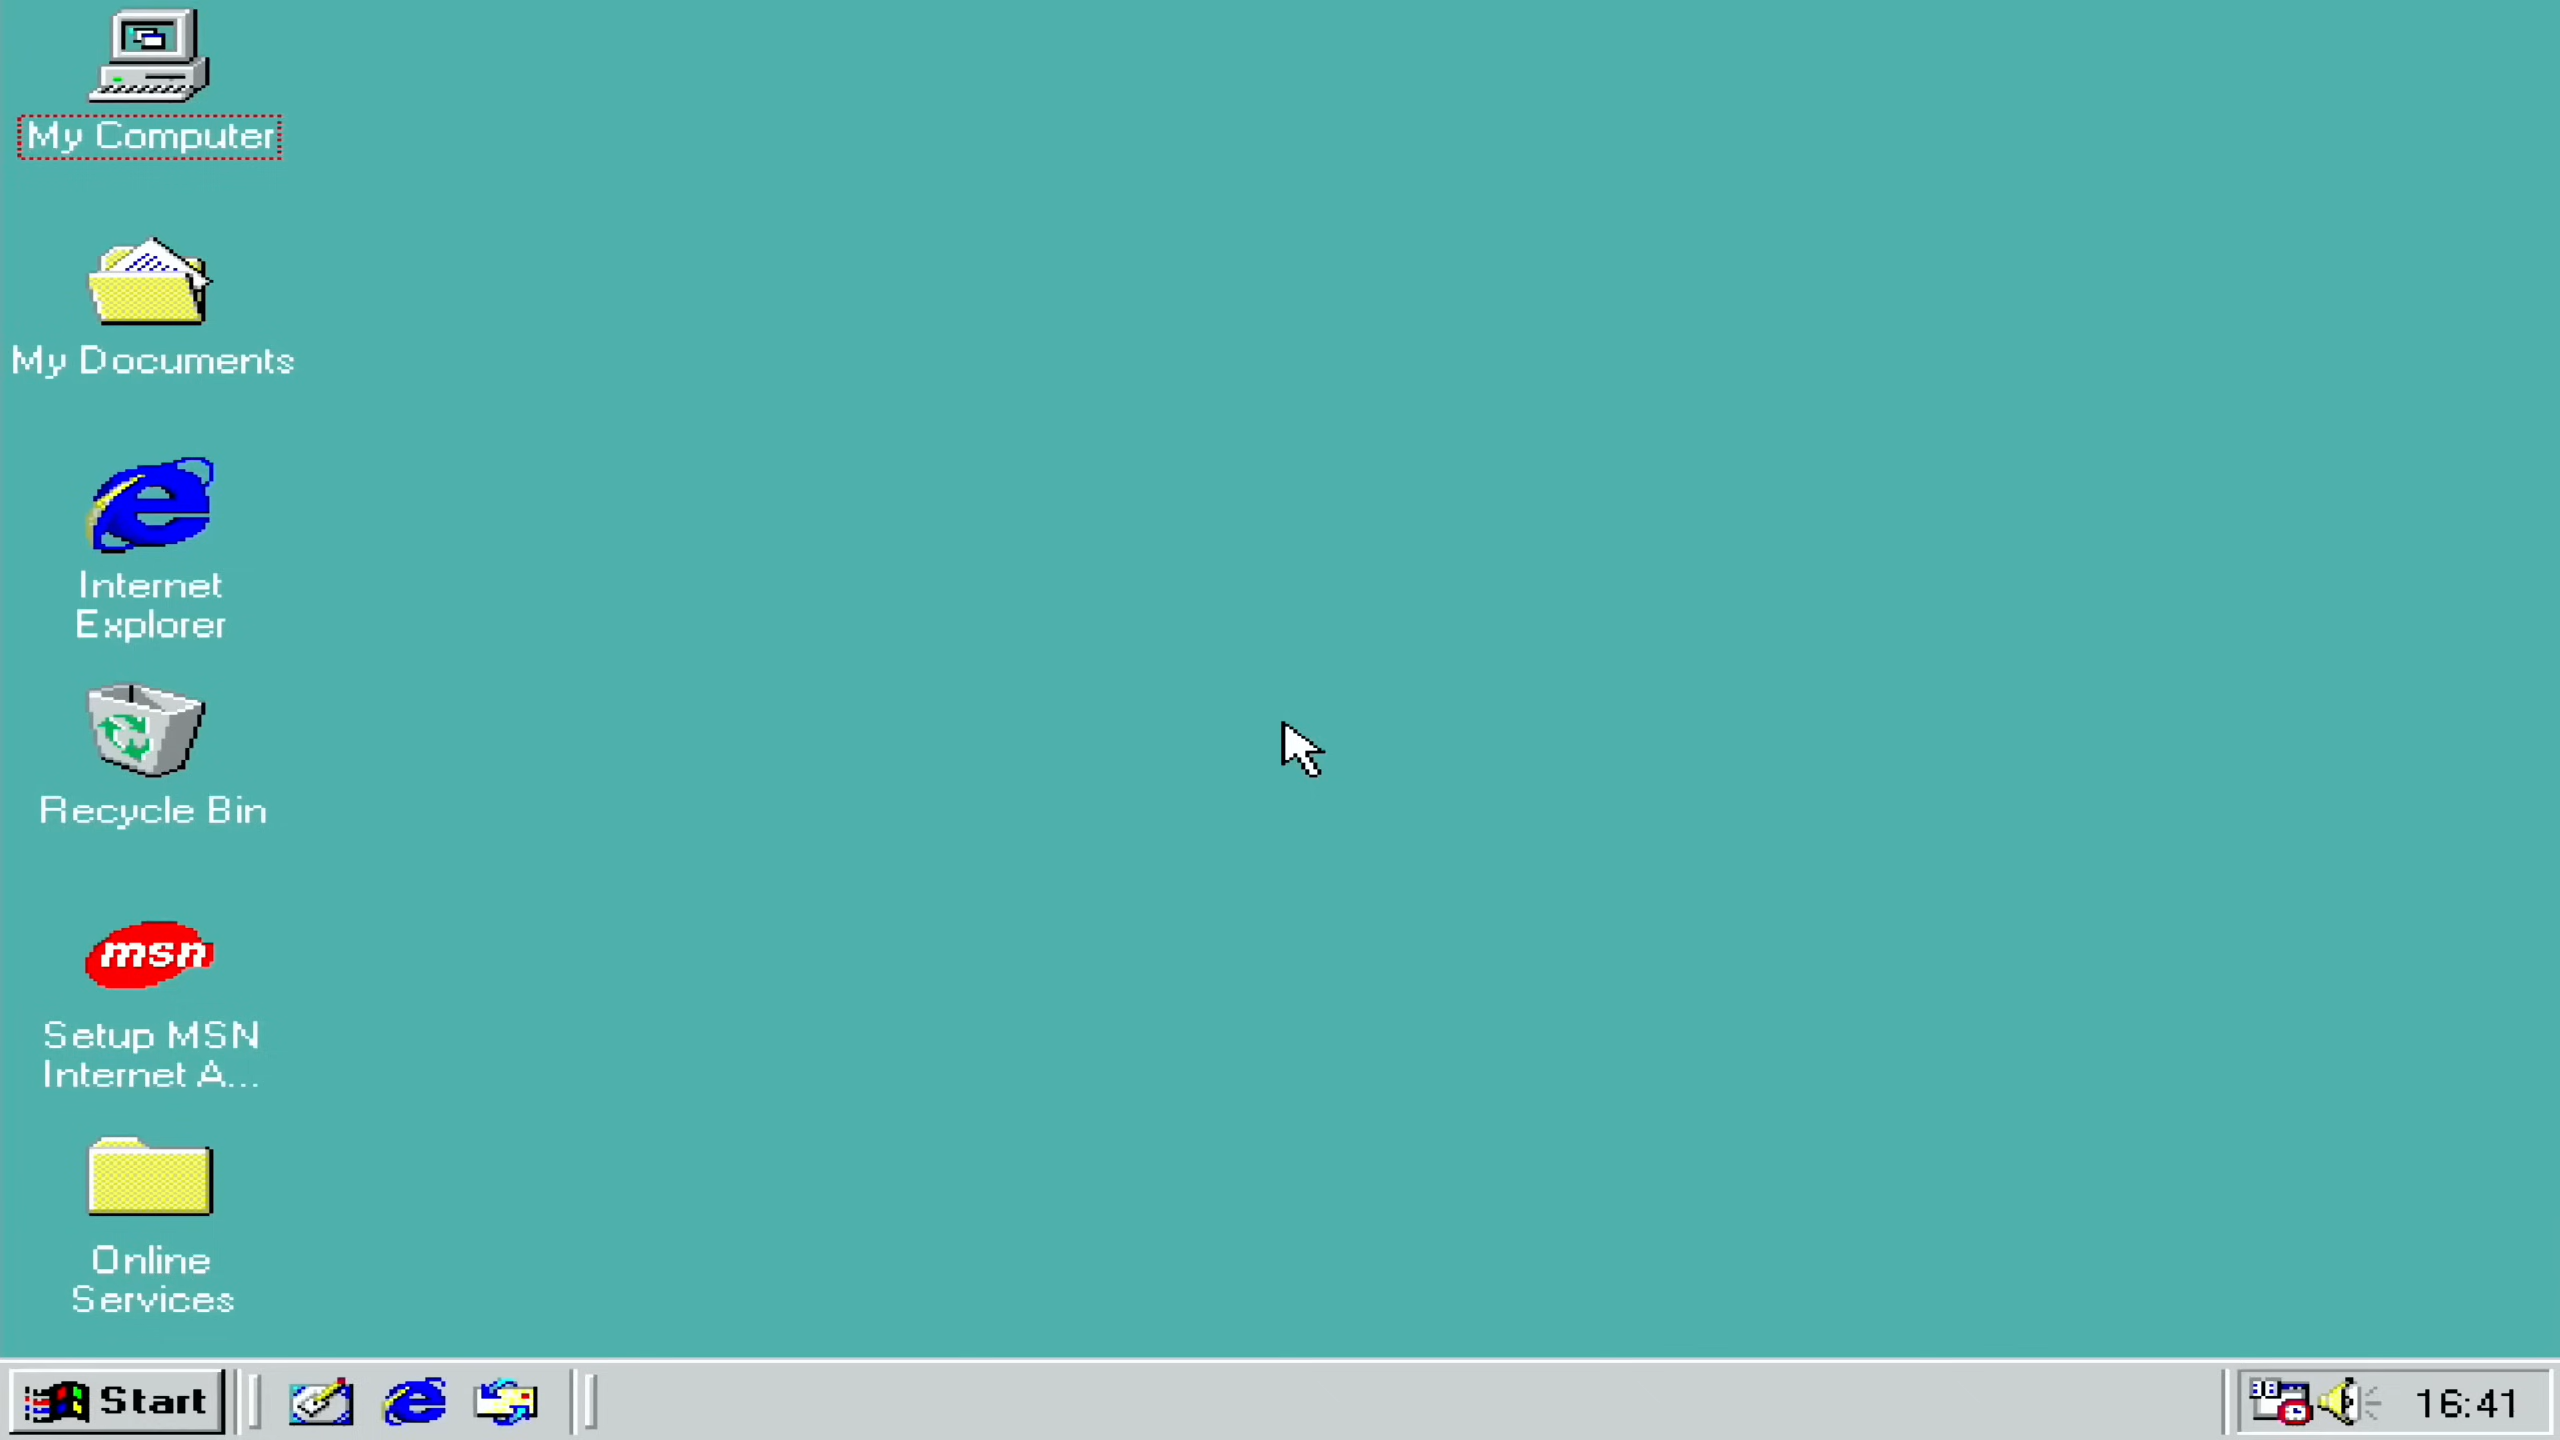 My Computer
My Documents
Internet
Explorer
Recycle Bin
msn
Setup MSN
Internet A...
Online
Services
Start
16:41